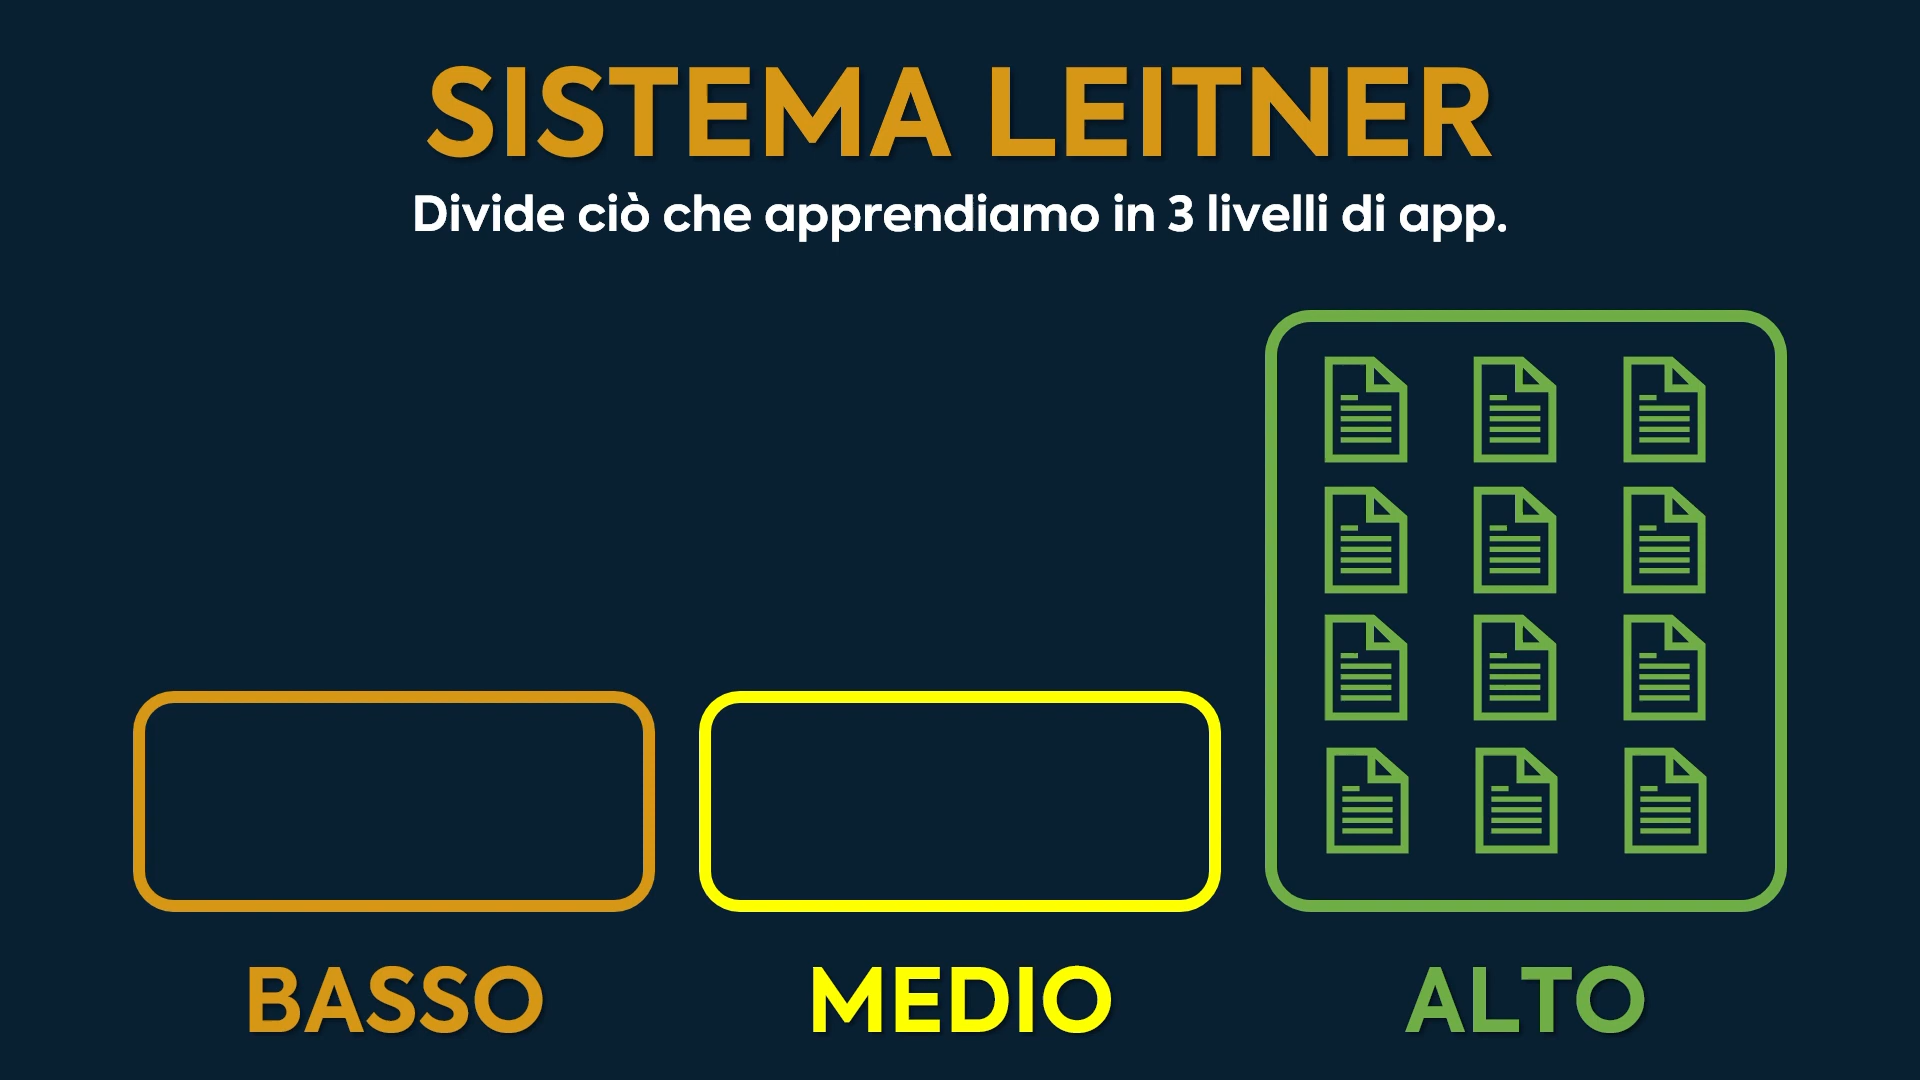 SISTEMA LEITNER
Divide ciò che apprendiamo in 3 livelli di app.
BASSO
MEDIO
ALTO